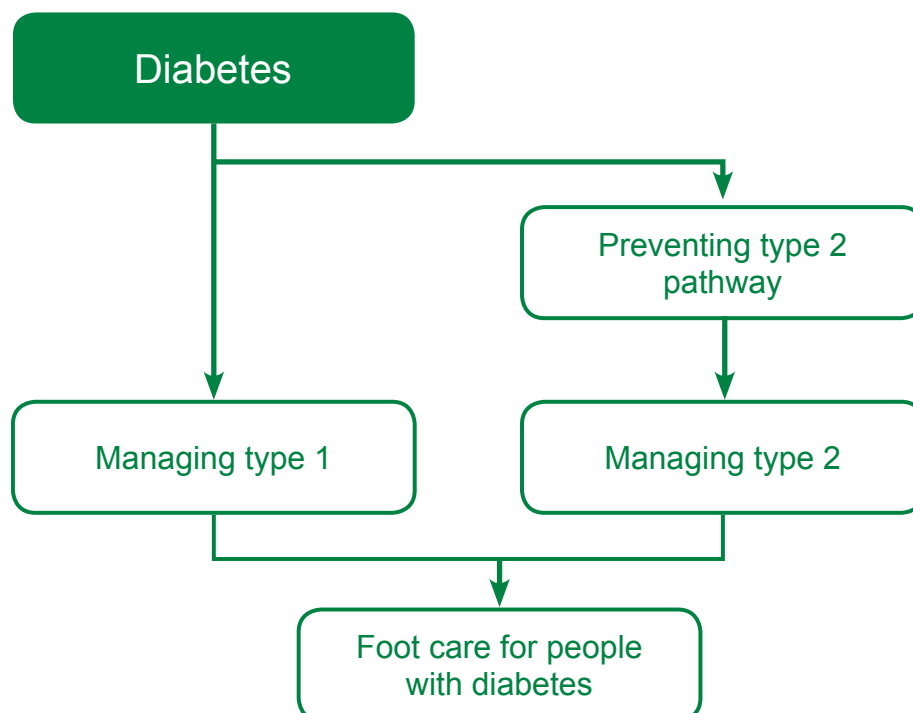 Diabetes
Preventing type 2
pathway
Managing type 1
Managing type 2
Foot care for people
with diabetes